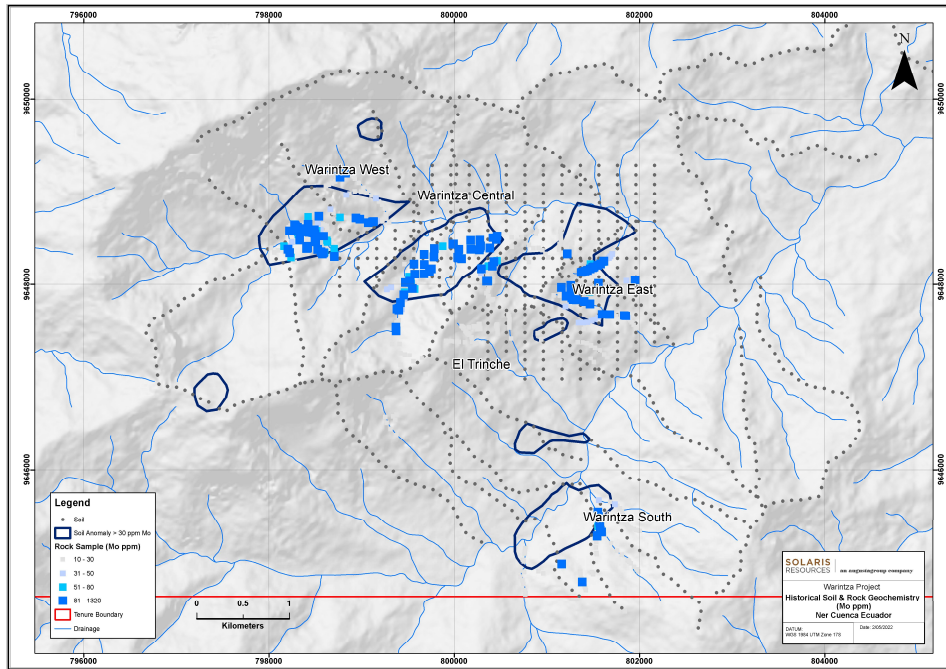 796000 798000 800000 802000 804000
N
9650000 9650000
Warintza West
Warintza Central
9648000 9648000
Warintza East
El Trinche
9646000 9646000
Warintza South
Legend
Soil
Soil Anomaly > 30 ppm Mo
Rock Sample (Mo ppm)
10 - 30
31 - 50
51 - 80
81 1320
Tenure Boundary
Drainage
0 0.5 1
Kilometers
SOLARIS
RESOURCES an augustagroup company
Warintza Project
Historical Soil & Rock Geochemistry
(Mo ppm)
Ner Cuenca Ecuador
DATUM: Date: 2/05/2022
WGS 1984 UTM Zone 17S
796000 798000 800000 802000 804000